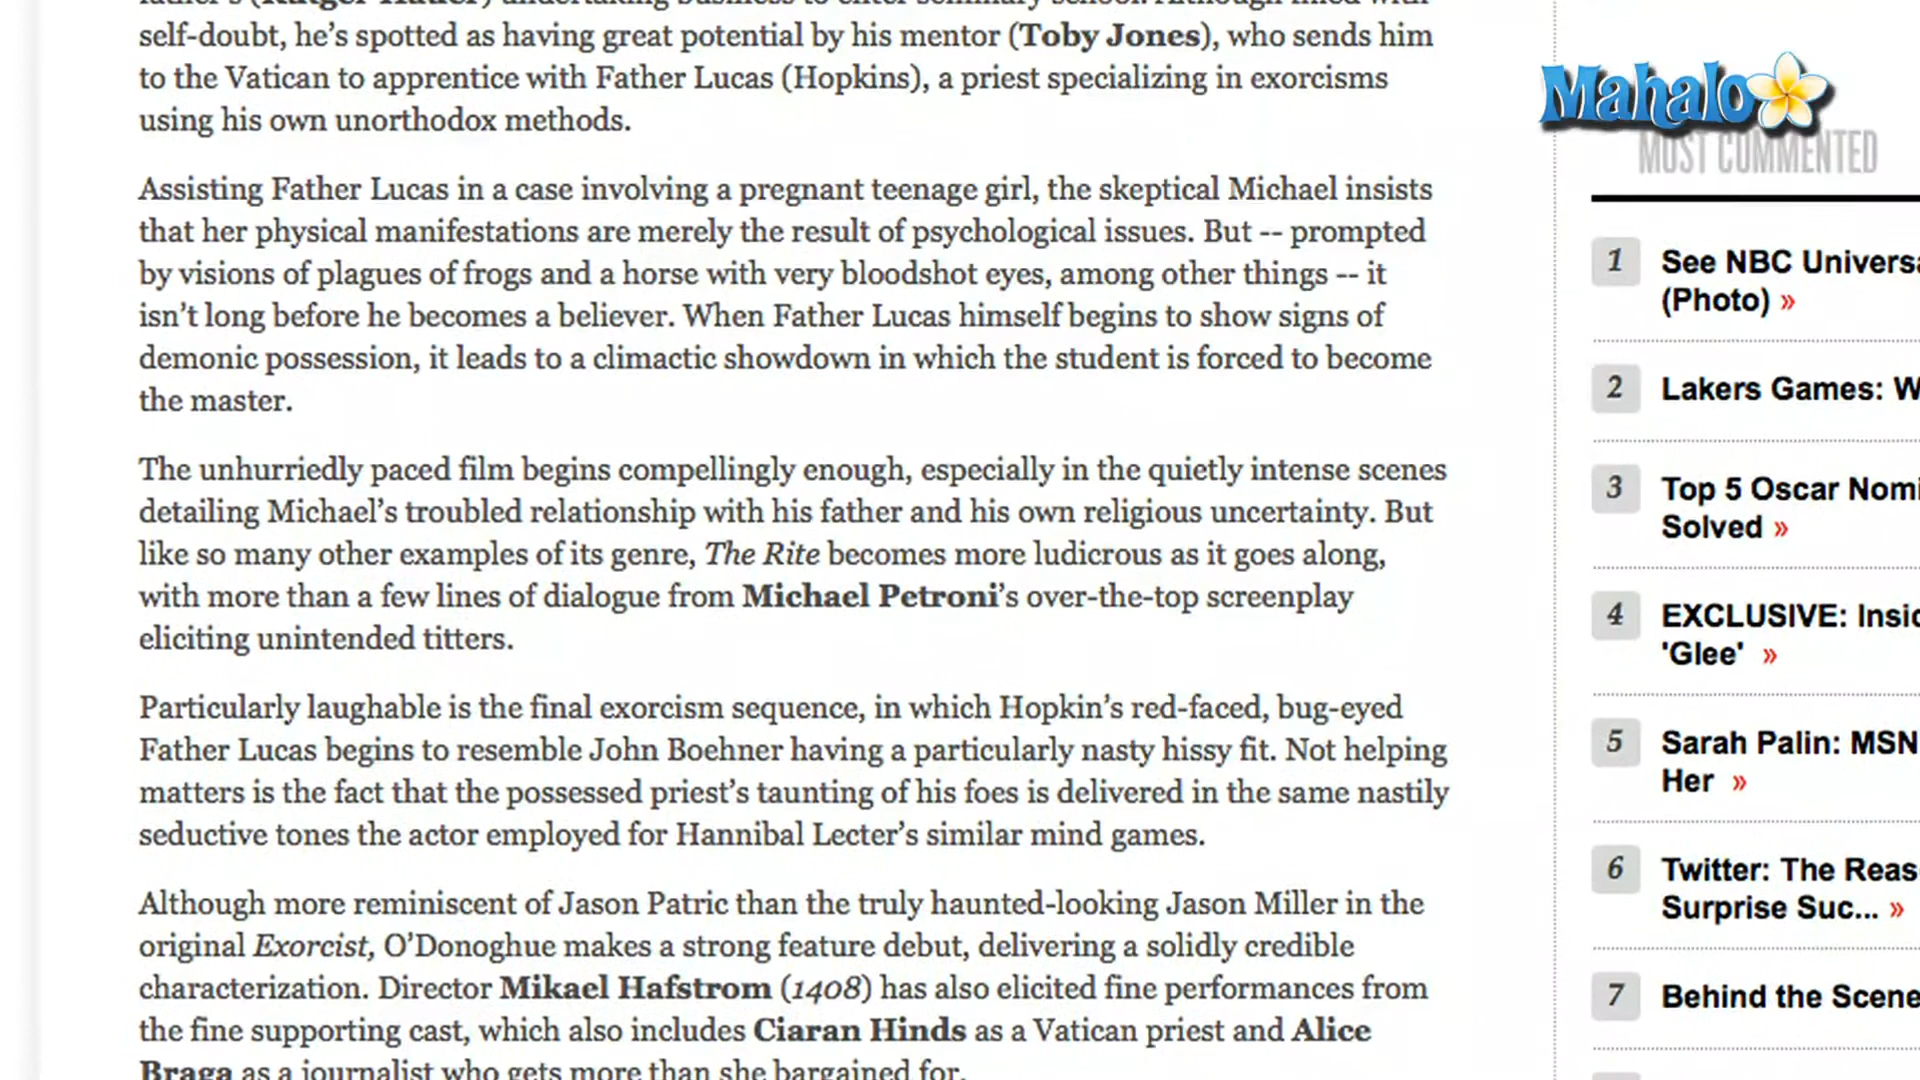 self-doubt, he's spotted as having great potential by his mentor (Toby Jones), who sends him
to the Vatican to apprentice with Father Lucas (Hopkins), a priest specializing in exorcisms
using his own unorthodox methods.
Assisting Father Lucas in a case involving a pregnant teenage girl, the skeptical Michael insists
that her physical manifestations are merely the result of psychological issues. But -- prompted
by visions of plagues of frogs and a horse with very bloodshot eyes, among other things -- it
isn't long before he becomes a believer. When Father Lucas himself begins to show signs of
demonic possession, it leads to a climactic showdown in which the student is forced to become
the master.
The unhurriedly paced film begins compellingly enough, especially in the quietly intense scenes
detailing Michael's troubled relationship with his father and his own religious uncertainty. But
like so many other examples of its genre, The Rite becomes more ludicrous as it goes along,
with more than a few lines of dialogue from Michael Petroni's over-the-top screenplay
eliciting unintended titters.
Particularly laughable is the final exorcism sequence, in which Hopkin's red-faced, bug-eyed
Father Lucas begins to resemble John Boehner having a particularly nasty hissy fit. Not helping
matters is the fact that the possessed priest's taunting of his foes is delivered in the same nastily
seductive tones the actor employed for Hannibal Lecter's similar mind games.
Although more reminiscent of Jason Patric than the truly haunted-looking Jason Miller in the
original Exorcist, O'Donoghue makes a strong feature debut, delivering a solidly credible
characterization. Director Mikael Hafstrom (1408) has also elicited fine performances from
the fine supporting cast, which also includes Ciaran Hinds as a Vatican priest and Alice
Braga as a journalist who gets more than she bargained for.
Mahalo
MOST COMMENTED
1 See NBC Universa
(Photo) »
2 Lakers Games: W
3 Top 5 Oscar Nomi
Solved »
4 EXCLUSIVE: Insid
'Glee' »
5 Sarah Palin: MSN
Her »
6 Twitter: The Reas
Surprise Suc... »
7 Behind the Scene